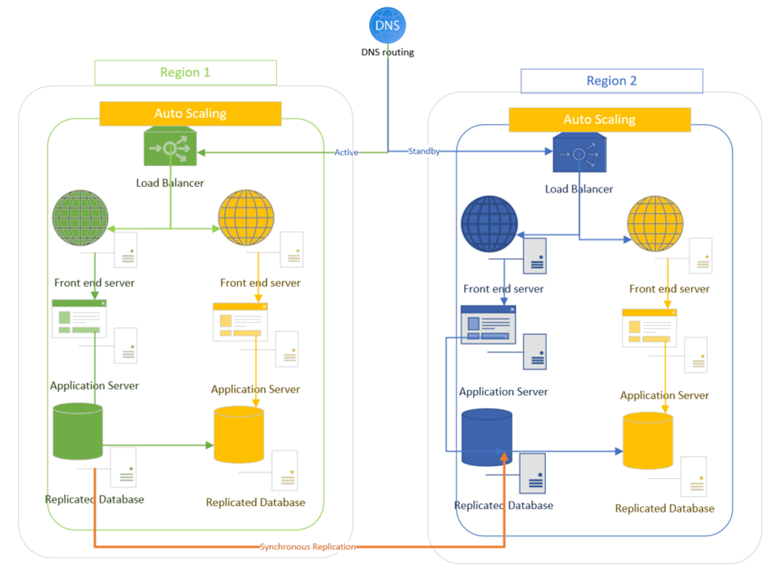 DNS
DNS routing
Region 1
Region 2
Auto Scaling
Auto Scaling
Active
Standby
Load Balancer
Load Balancer
Front end server
Front end server
Front end server
Front end server
Application Server
Application Server
Application Server
Application Server
Replicated Database
Replicated Database
Replicated Database
Replicated Database
Synchronous Replication